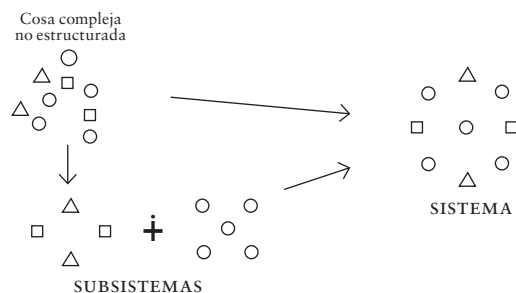 Cosa compleja
no estructurada
SISTEMA
+
SUBSISTEMAS